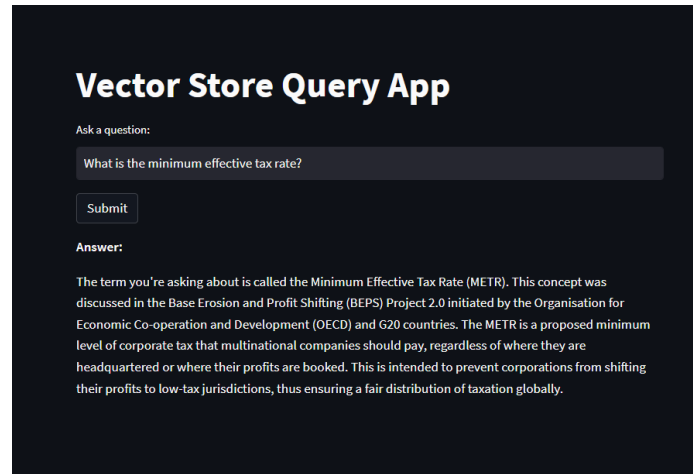 Vector Store Query App
Ask a question:
What is the minimum effective tax rate?
Submit
Answer:
The term you're asking about is called the Minimum Effective Tax Rate (METR). This concept was
discussed in the Base Erosion and Profit Shifting (BEPS) Project 2.0 initiated by the Organisation for
Economic Co-operation and Development (OECD) and G20 countries. The METR is a proposed minimum
level of corporate tax that multinational companies should pay, regardless of where they are
headquartered or where their profits are booked. This is intended to prevent corporations from shifting
their profits to low-tax jurisdictions, thus ensuring a fair distribution of taxation globally.